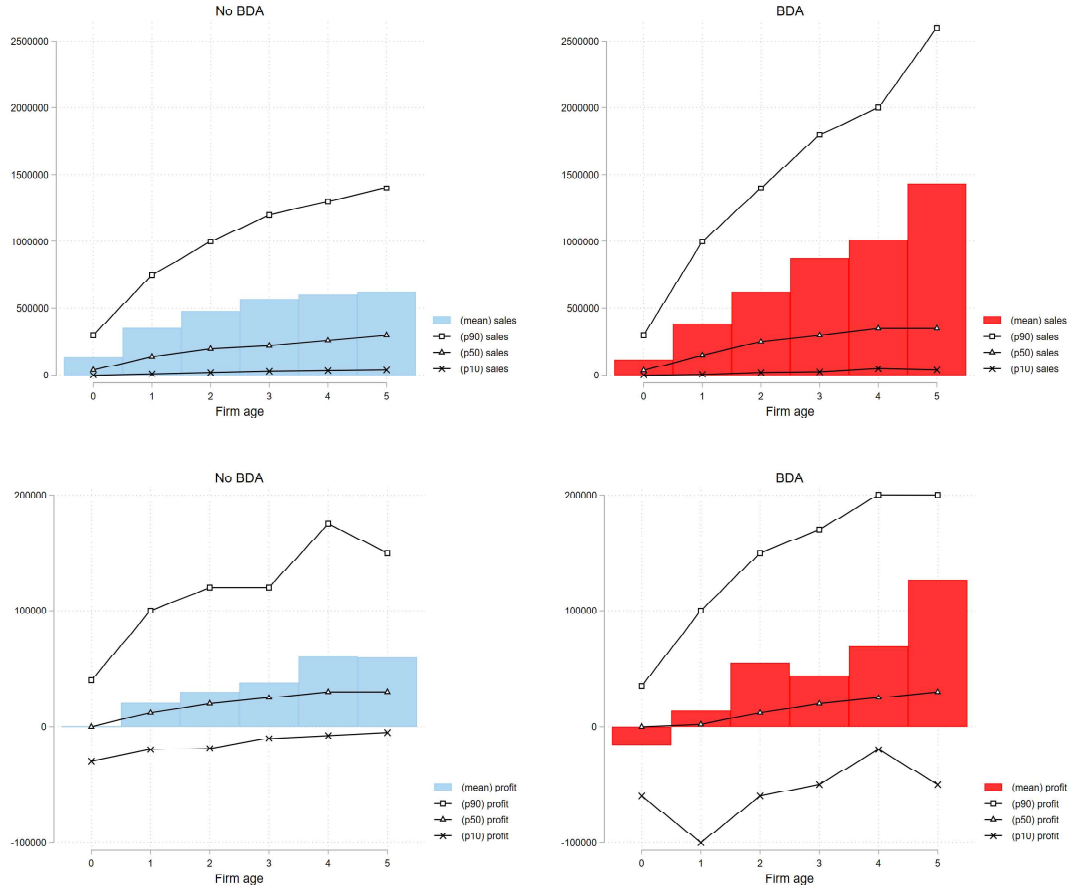 No BDA
2500000
2000000
1500000
1000000
500000
0
0 1 2 3 4 5
Firm age
(mean) sales
(p90) sales
(p50) sales
(p10) sales
BDA
2500000
2000000
1500000
1000000
500000
0
0 1 2 3 4 5
Firm age
(mean) sales
(p90) sales
(p50) sales
(p10) sales
No BDA
200000
100000
0
-100000
0 1 2 3 4 5
Firm age
(mean) profit
(p90) profit
(p50) profit
(p10) profit
BDA
200000
100000
0
-100000
0 1 2 3 4 5
Firm age
(mean) profit
(p90) profit
(p50) profit
(p10) profit